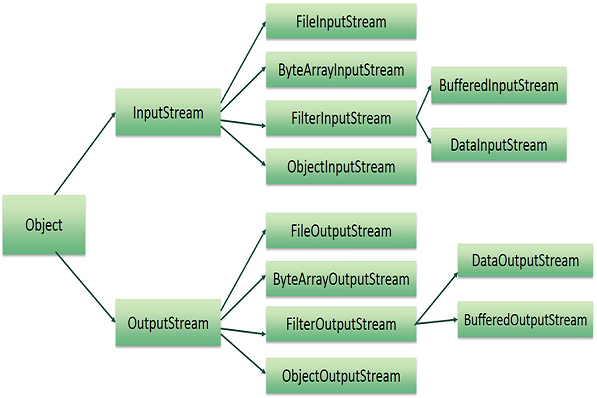 Object
InputStream
FileInputStream
ByteArrayInputStream
FilterInputStream
ObjectInputStream
BufferedInputStream
DataInputStream
OutputStream
FileOutputStream
ByteArrayOutputStream
FilterOutputStream
ObjectOutputStream
DataOutputStream
BufferedOutputStream